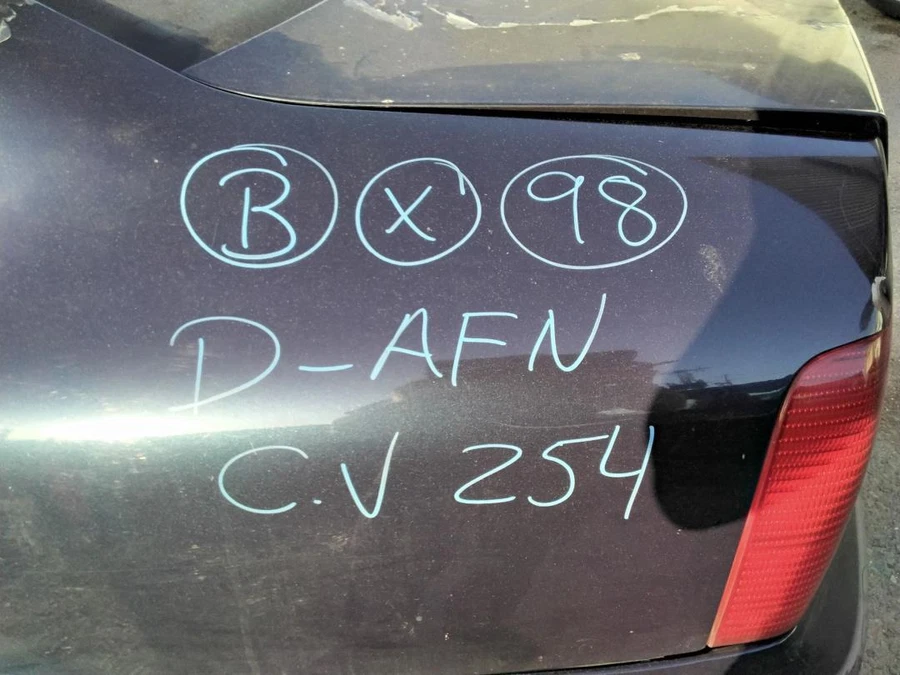 B X 98
D-AFN
C.V 254